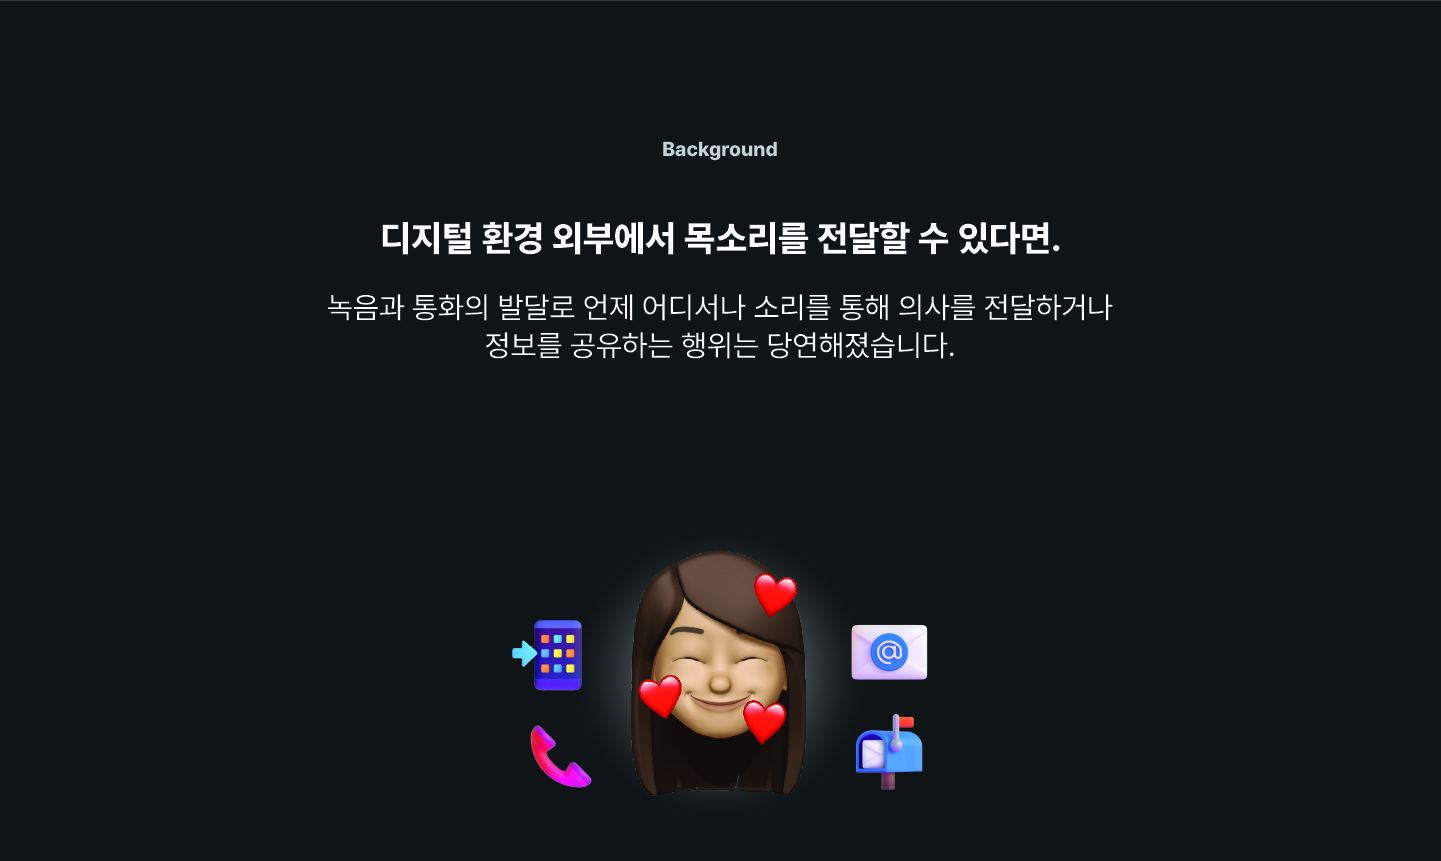 Background
디지털 환경 외부에서 목소리를 전달할 수 있다면.
녹음과 통화의 발달로 언제 어디서나 소리를 통해 의사를 전달하거나
정보를 공유하는 행위는 당연해졌습니다.
@